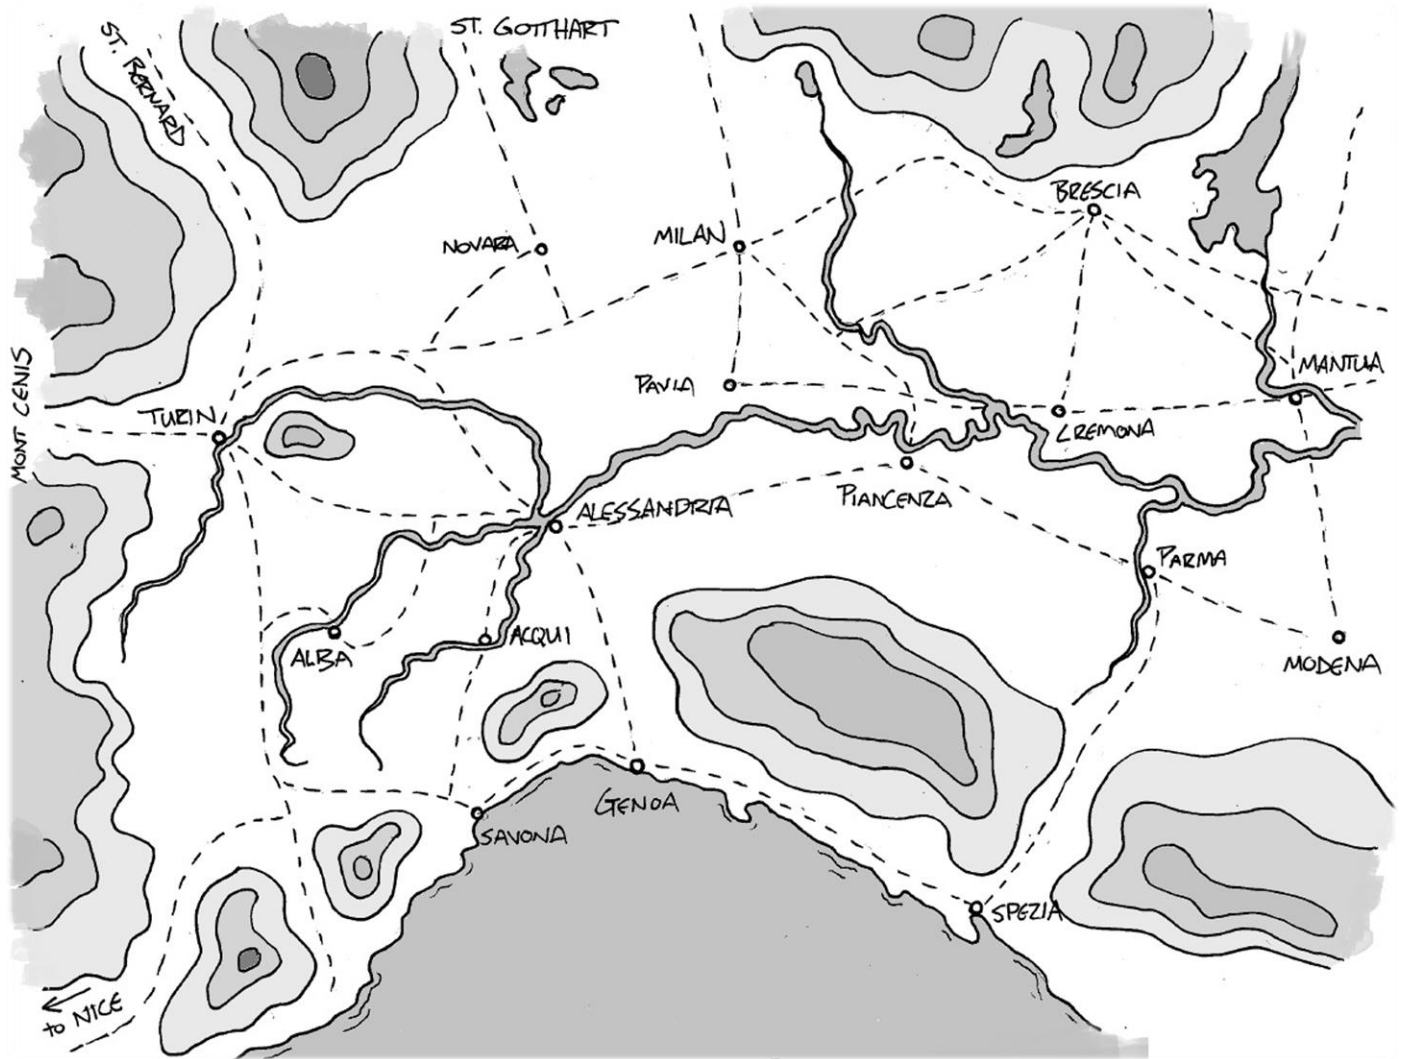 ST. BERNARD
ST. GOTTHART
BRESCIA
NOVARA
MILAN
MONT CENIS
MANTUA
PAVIA
TURIN
CREMONA
PIANCENZA
ALESSANDRIA
PARMA
ALBA
ACQUI
MODENA
GENOA
SAVONA
SPEZIA
to NICE